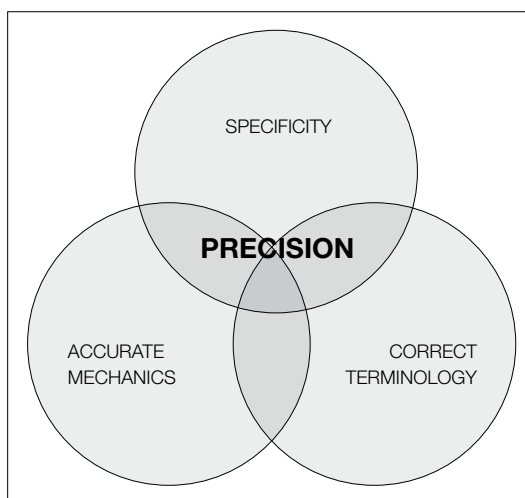 SPECIFICITY
PRECISION
ACCURATE
MECHANICS
CORRECT
TERMINOLOGY